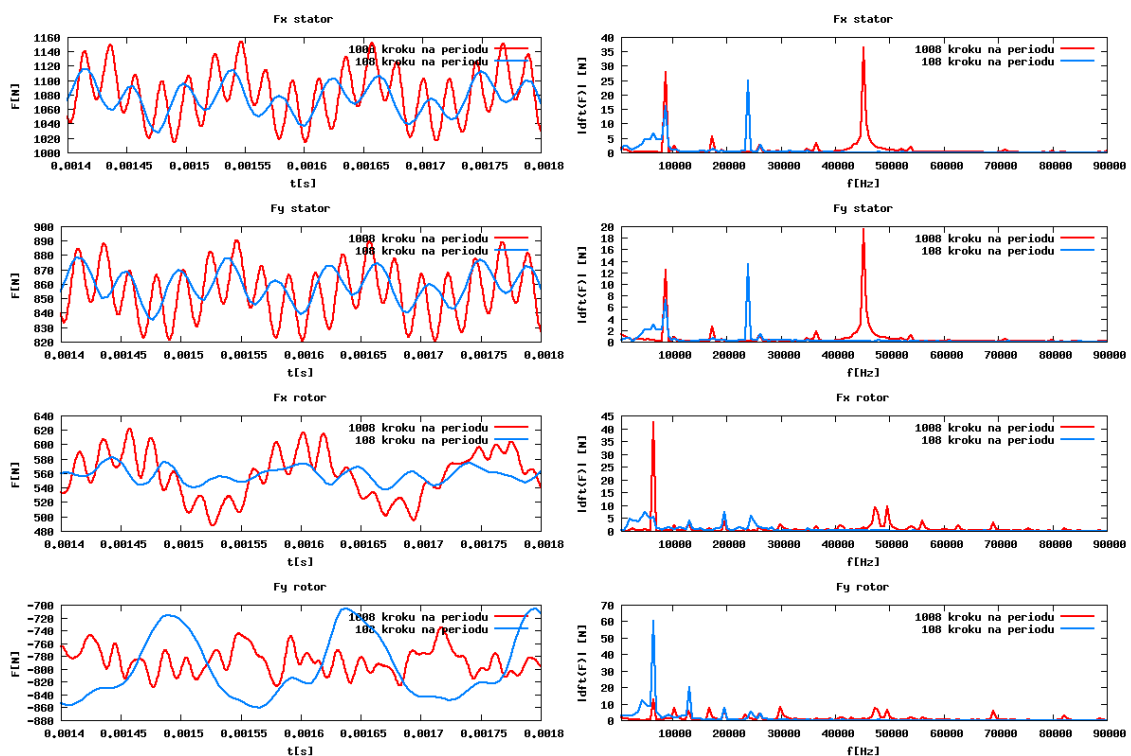 Fx stator
F[N]
1160
1140
1120
1100
1080
1060
1040
1020
1000
1008 kroku na periodu
108 kroku na periodu
0.0014 0.00145 0.0015 0.00155 0.0016 0.00165 0.0017 0.00175 0.0018
t[s]
Fx stator
|dft(F)| [N]
40
35
30
25
20
15
10
5
0
1008 kroku na periodu
108 kroku na periodu
10000 20000 30000 40000 50000 60000 70000 80000 90000
f[Hz]
Fy stator
F[N]
900
890
880
870
860
850
840
830
820
1008 kroku na periodu
108 kroku na periodu
0.0014 0.00145 0.0015 0.00155 0.0016 0.00165 0.0017 0.00175 0.0018
t[s]
Fy stator
|dft(F)| [N]
20
18
16
14
12
10
8
6
4
2
0
1008 kroku na periodu
108 kroku na periodu
10000 20000 30000 40000 50000 60000 70000 80000 90000
f[Hz]
Fx rotor
F[N]
640
620
600
580
560
540
520
500
480
1008 kroku na periodu
108 kroku na periodu
0.0014 0.00145 0.0015 0.00155 0.0016 0.00165 0.0017 0.00175 0.0018
t[s]
Fx rotor
|dft(F)| [N]
45
40
35
30
25
20
15
10
5
0
1008 kroku na periodu
108 kroku na periodu
10000 20000 30000 40000 50000 60000 70000 80000 90000
f[Hz]
Fy rotor
F[N]
-700
-720
-740
-760
-780
-800
-820
-840
-860
-880
1008 kroku na periodu
108 kroku na periodu
0.0014 0.00145 0.0015 0.00155 0.0016 0.00165 0.0017 0.00175 0.0018
t[s]
Fy rotor
|dft(F)| [N]
70
60
50
40
30
20
10
0
1008 kroku na periodu
108 kroku na periodu
10000 20000 30000 40000 50000 60000 70000 80000 90000
f[Hz]